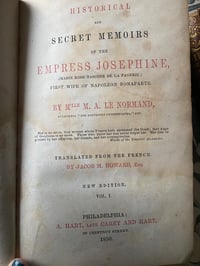 HISTORICAL
AND
SECRET MEMOIRS
OF THE
EMPRESS JOSEPHINE,
(MARIE ROSE TASCHER DE LA PAGERIE,)
FIRST WIFE OF NAPOLEON BONAPARTE.
BY Mlle M. A. LE NORMAND,
TRANSLATED FROM THE FRENCH
BY JACOB M. HOWARD, Esq.
NEW EDITION.
VOL. I.
PHILADELPHIA:
A. HART, LATE CAREY AND HART,
1850.